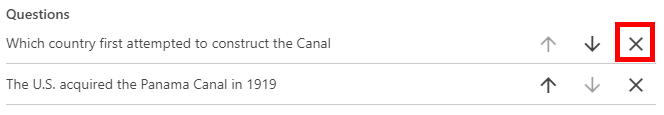 Questions
Which country first attempted to construct the Canal
The U.S. acquired the Panama Canal in 1919